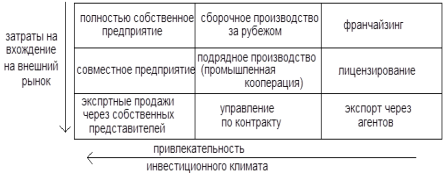 затраты на
вхождение
на внешний
рынок
полностью собственное
предприятие
сборочное производство
за рубежом
франчайзинг
совместное предприятие
подрядное производство
(промышленная
кооперация)
лицензирование
экспртные продажи
через собственных
представителей
управление
по контракту
экспорт через
агентов
привлекательность
инвестиционного климата